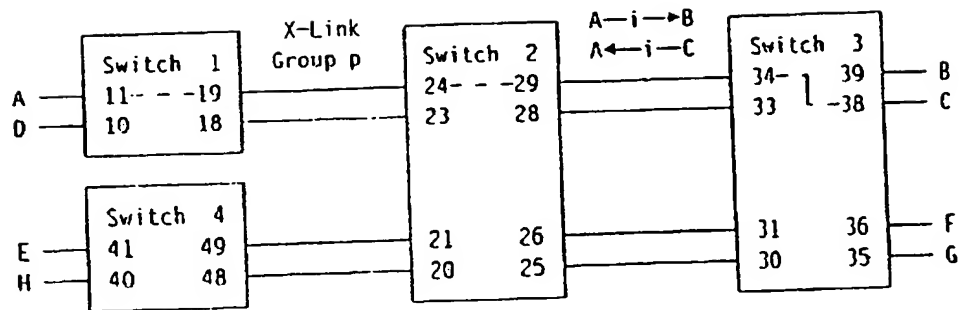 X-Link
Group p
A—i—►B
A◄—i—C
Switch 1
11-- - -19
10 18
Switch 2
24- - -29
23 28
21 26
20 25
Switch 3
34- 39
33 -38
31 36
30 35
Switch 4
41 49
40 48
A
D
E
H
B
C
F
G